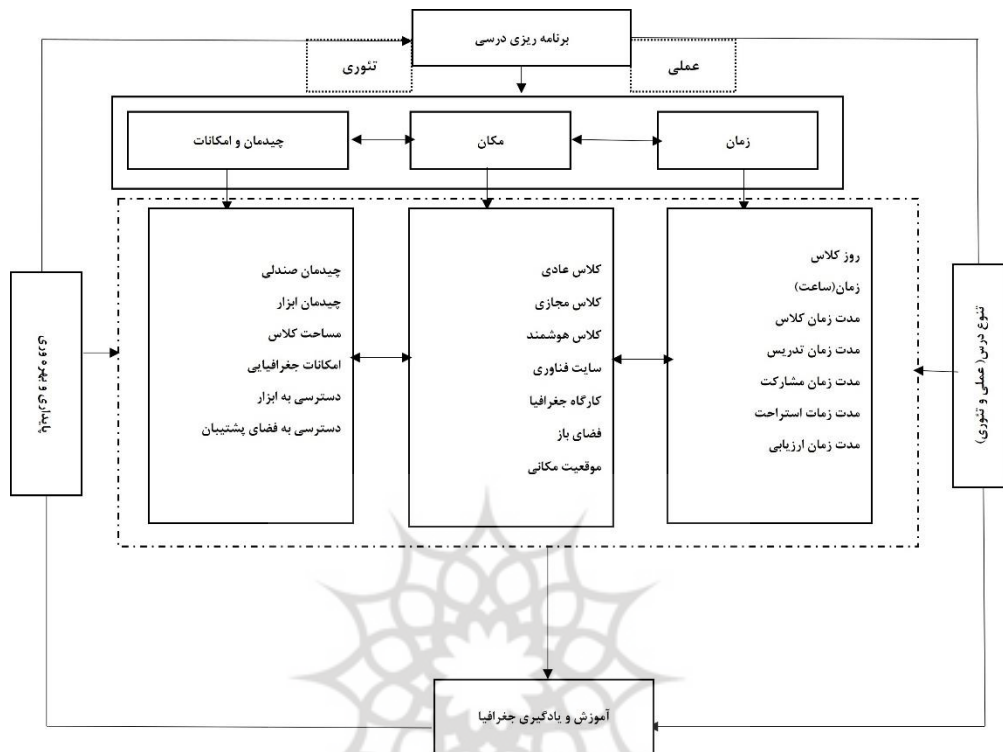 برنامه ریزی درسی
عملی
تئوری
زمان
مکان
چیدمان و امکانات
روز کلاس
زمان(ساعت)
مدت زمان کلاس
مدت زمان تدریس
مدت زمان مشارکت
مدت زمات استراحت
مدت زمان ارزیابی
کلاس عادی
کلاس مجازی
کلاس هوشمند
سایت فناوری
کارگاه جغرافیا
فضای باز
موقعیت مکانی
چیدمان صندلی
چیدمان ابزار
مساحت کلاس
امکانات جغرافیایی
دسترسی به ابزار
دسترسی به فضای پشتیبان
تنوع درس( عملی و تئوری)
پایداری و بهره وری
آموزش و یادگیری جغرافیا